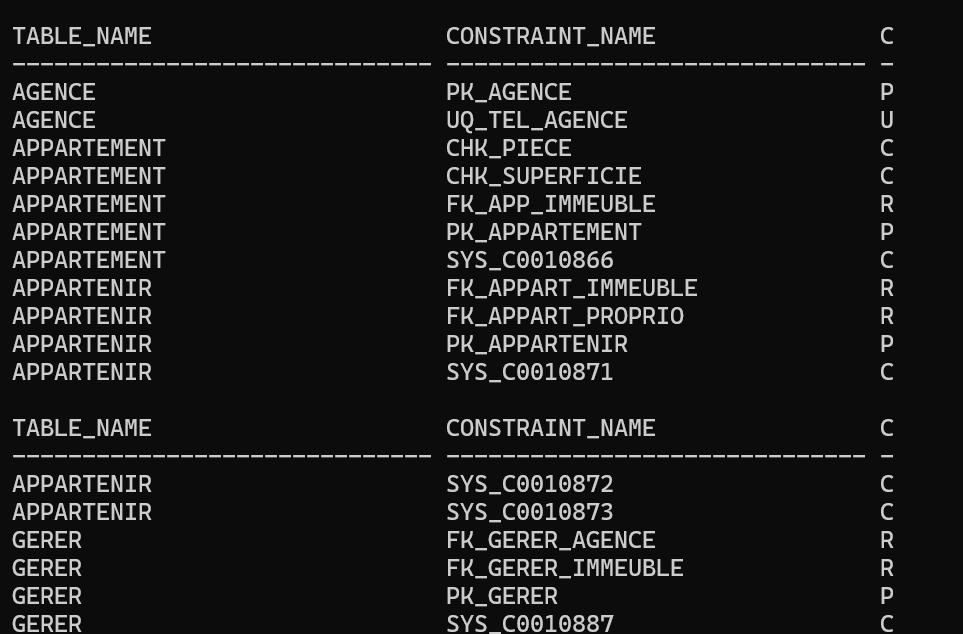 TABLE_NAME                     CONSTRAINT_NAME                C
------------------------------ ------------------------------ -
AGENCE                         PK_AGENCE                      P
AGENCE                         UQ_TEL_AGENCE                  U
APPARTEMENT                    CHK_PIECE                      C
APPARTEMENT                    CHK_SUPERFICIE                 C
APPARTEMENT                    FK_APP_IMMEUBLE                R
APPARTEMENT                    PK_APPARTEMENT                 P
APPARTEMENT                    SYS_C0010866                   C
APPARTENIR                     FK_APPART_IMMEUBLE             R
APPARTENIR                     FK_APPART_PROPRIO              R
APPARTENIR                     PK_APPARTENIR                  P
APPARTENIR                     SYS_C0010871                   C

TABLE_NAME                     CONSTRAINT_NAME                C
------------------------------ ------------------------------ -
APPARTENIR                     SYS_C0010872                   C
APPARTENIR                     SYS_C0010873                   C
GERER                          FK_GERER_AGENCE                R
GERER                          FK_GERER_IMMEUBLE              R
GERER                          PK_GERER                       P
GERER                          SYS_C0010887                   C